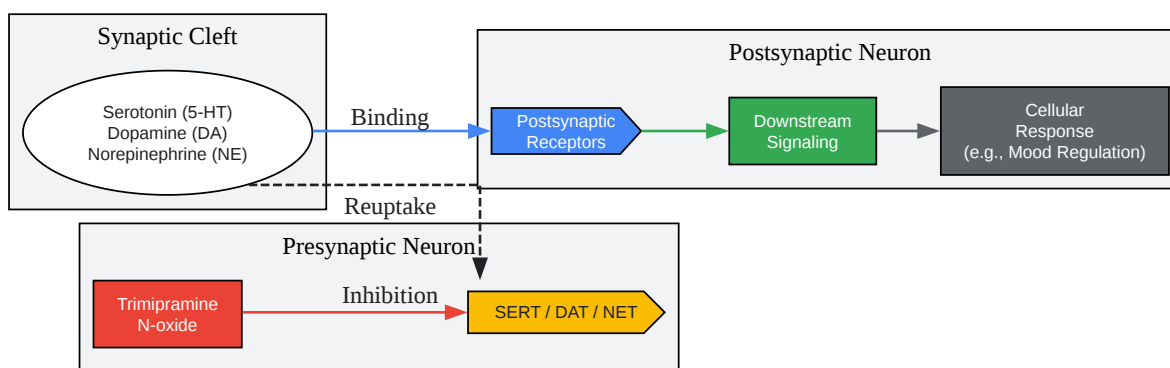 Synaptic Cleft
Serotonin (5-HT)
Dopamine (DA)
Norepinephrine (NE)
Binding
Reuptake
Postsynaptic Neuron
Postsynaptic
Receptors
Downstream
Signaling
Cellular
Response
(e.g., Mood Regulation)
Presynaptic Neuron
Trimipramine
N-oxide
Inhibition
SERT / DAT / NET